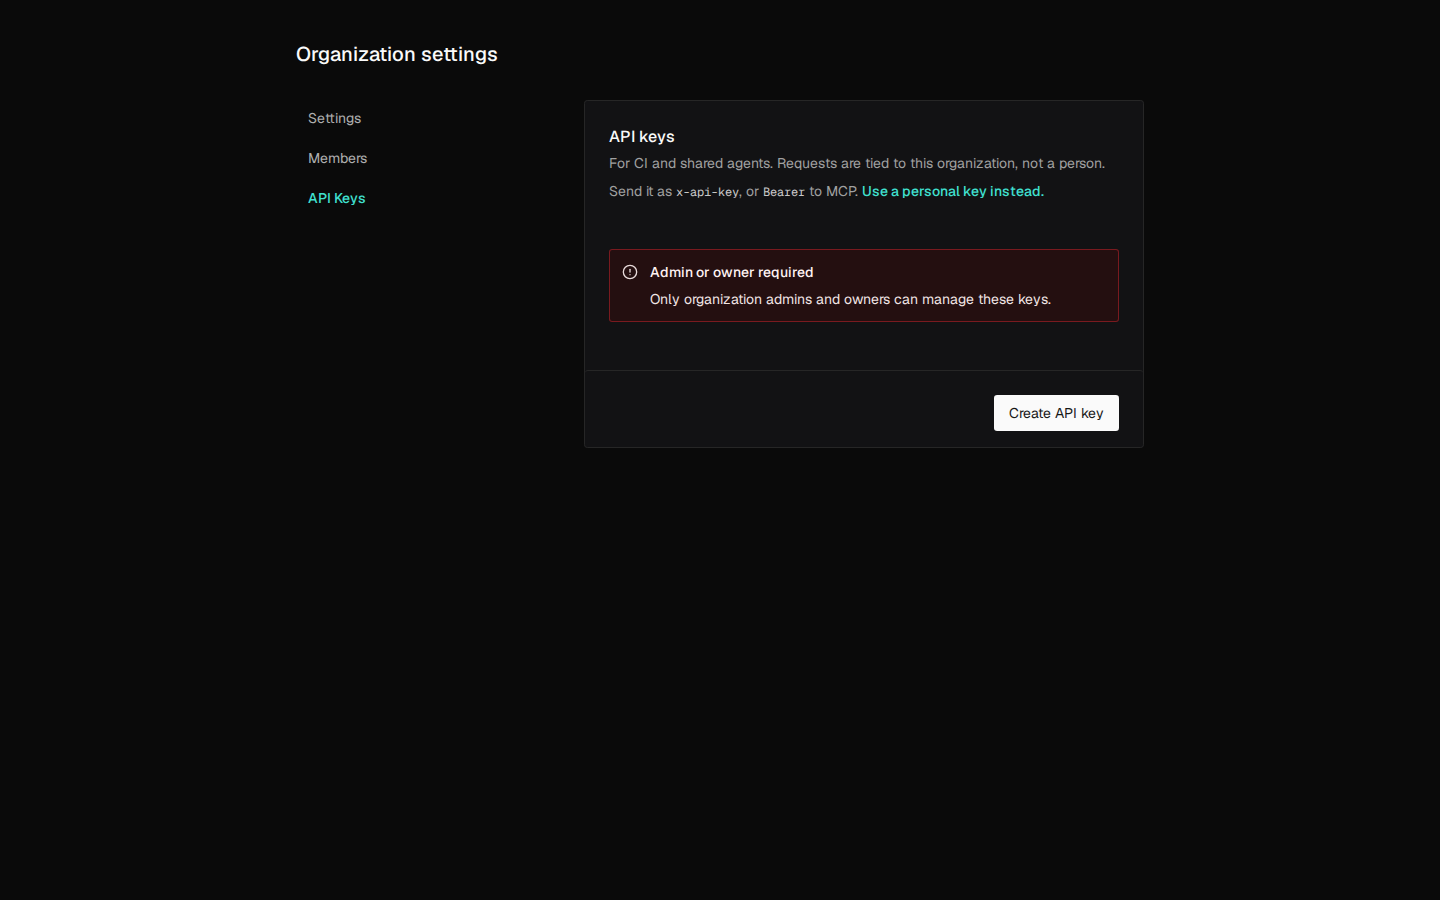 Organization settings
Settings
Members
API Keys
API keys
For CI and shared agents. Requests are tied to this organization, not a person.
Send it as x-api-key, or Bearer to MCP. Use a personal key instead.
Admin or owner required
Only organization admins and owners can manage these keys.
Create API key